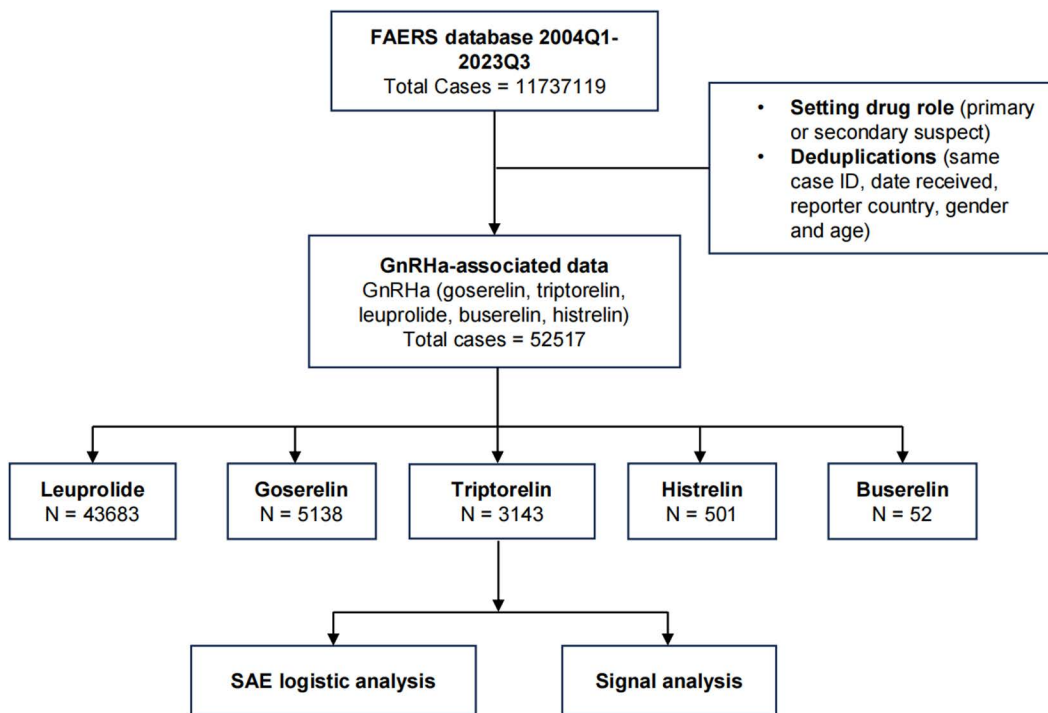 FAERS database 2004Q1-
2023Q3
Total Cases = 11737119
• Setting drug role (primary
or secondary suspect)
• Deduplications (same
case ID, date received,
reporter country, gender
and age)
GnRHa-associated data
GnRHa (goserelin, triptorelin,
leuprolide, buserelin, histrelin)
Total cases = 52517
Leuprolide
N = 43683
Goserelin
N = 5138
Triptorelin
N = 3143
Histrelin
N = 501
Buserelin
N = 52
SAE logistic analysis
Signal analysis